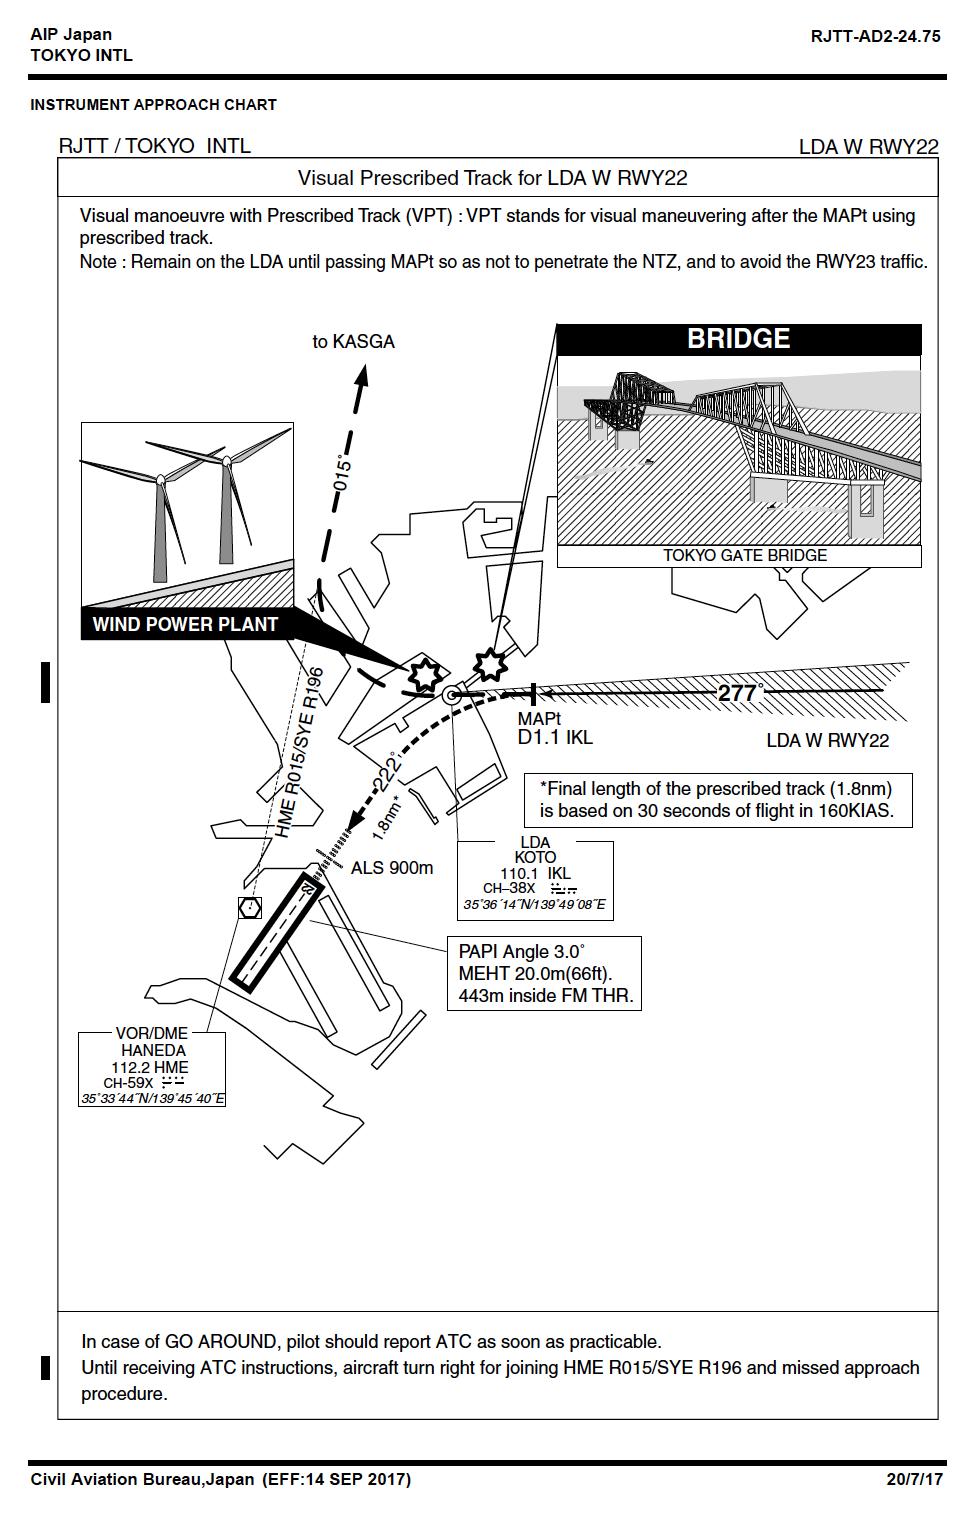 AIP Japan
TOKYO INTL
RJTT-AD2-24.75
INSTRUMENT APPROACH CHART
RJTT / TOKYO INTL
LDA W RWY22
Visual Prescribed Track for LDA W RWY22
Visual manoeuvre with Prescribed Track (VPT) : VPT stands for visual maneuvering after the MAPt using
prescribed track.
Note : Remain on the LDA until passing MAPt so as not to penetrate the NTZ, and to avoid the RWY23 traffic.
to KASGA
BRIDGE
015°
TOKYO GATE BRIDGE
WIND POWER PLANT
HME R015/SYE R196
277°
MAPt
D1.1 IKL
LDA W RWY22
222°
1.8nm*
*Final length of the prescribed track (1.8nm)
is based on 30 seconds of flight in 160KIAS.
ALS 900m
LDA
KOTO
110.1 IKL
CH–38X
35°36´14˝N/139°49´08˝E
22
PAPI Angle 3.0°
MEHT 20.0m(66ft).
443m inside FM THR.
VOR/DME
HANEDA
112.2 HME
CH-59X
35°33´44˝N/139°45´40˝E
In case of GO AROUND, pilot should report ATC as soon as practicable.
Until receiving ATC instructions, aircraft turn right for joining HME R015/SYE R196 and missed approach
procedure.
Civil Aviation Bureau,Japan (EFF:14 SEP 2017)
20/7/17